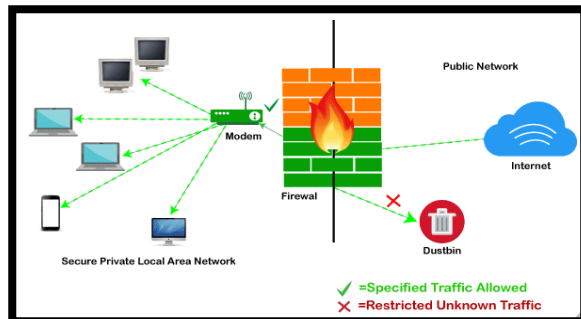 Public Network
Modem
Internet
Firewal
Dustbin
Secure Private Local Area Network
=Specified Traffic Allowed
=Restricted Unknown Traffic